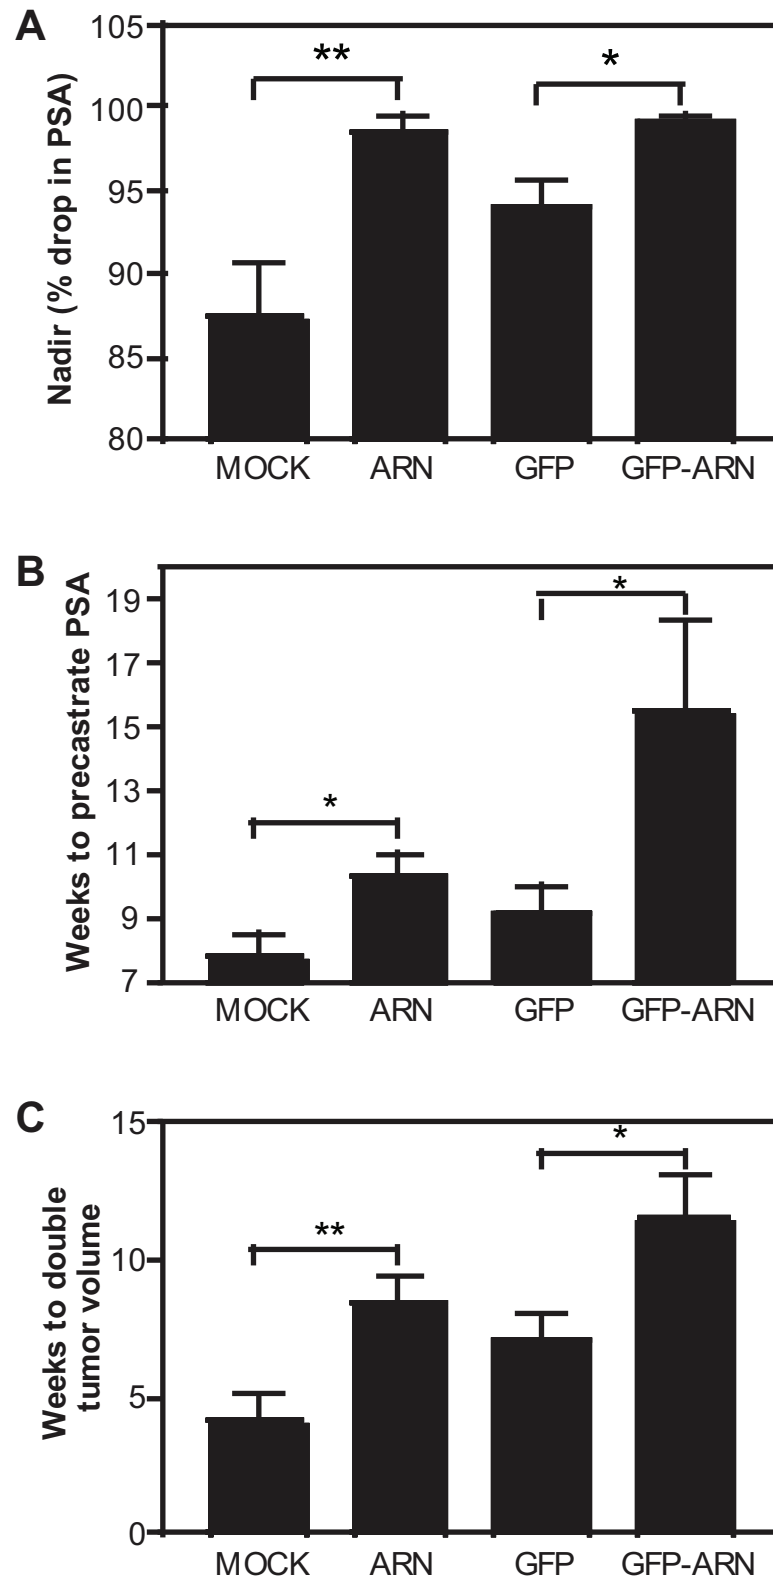 A
Nadir (% drop in PSA)
105
100
95
90
85
80
**
*
MOCK ARN GFP GFP-ARN
B
Weeks to precastrate PSA
19
17
15
13
11
9
7
*
*
MOCK ARN GFP GFP-ARN
C
Weeks to double
tumor volume
15
10
5
0
**
*
MOCK ARN GFP GFP-ARN